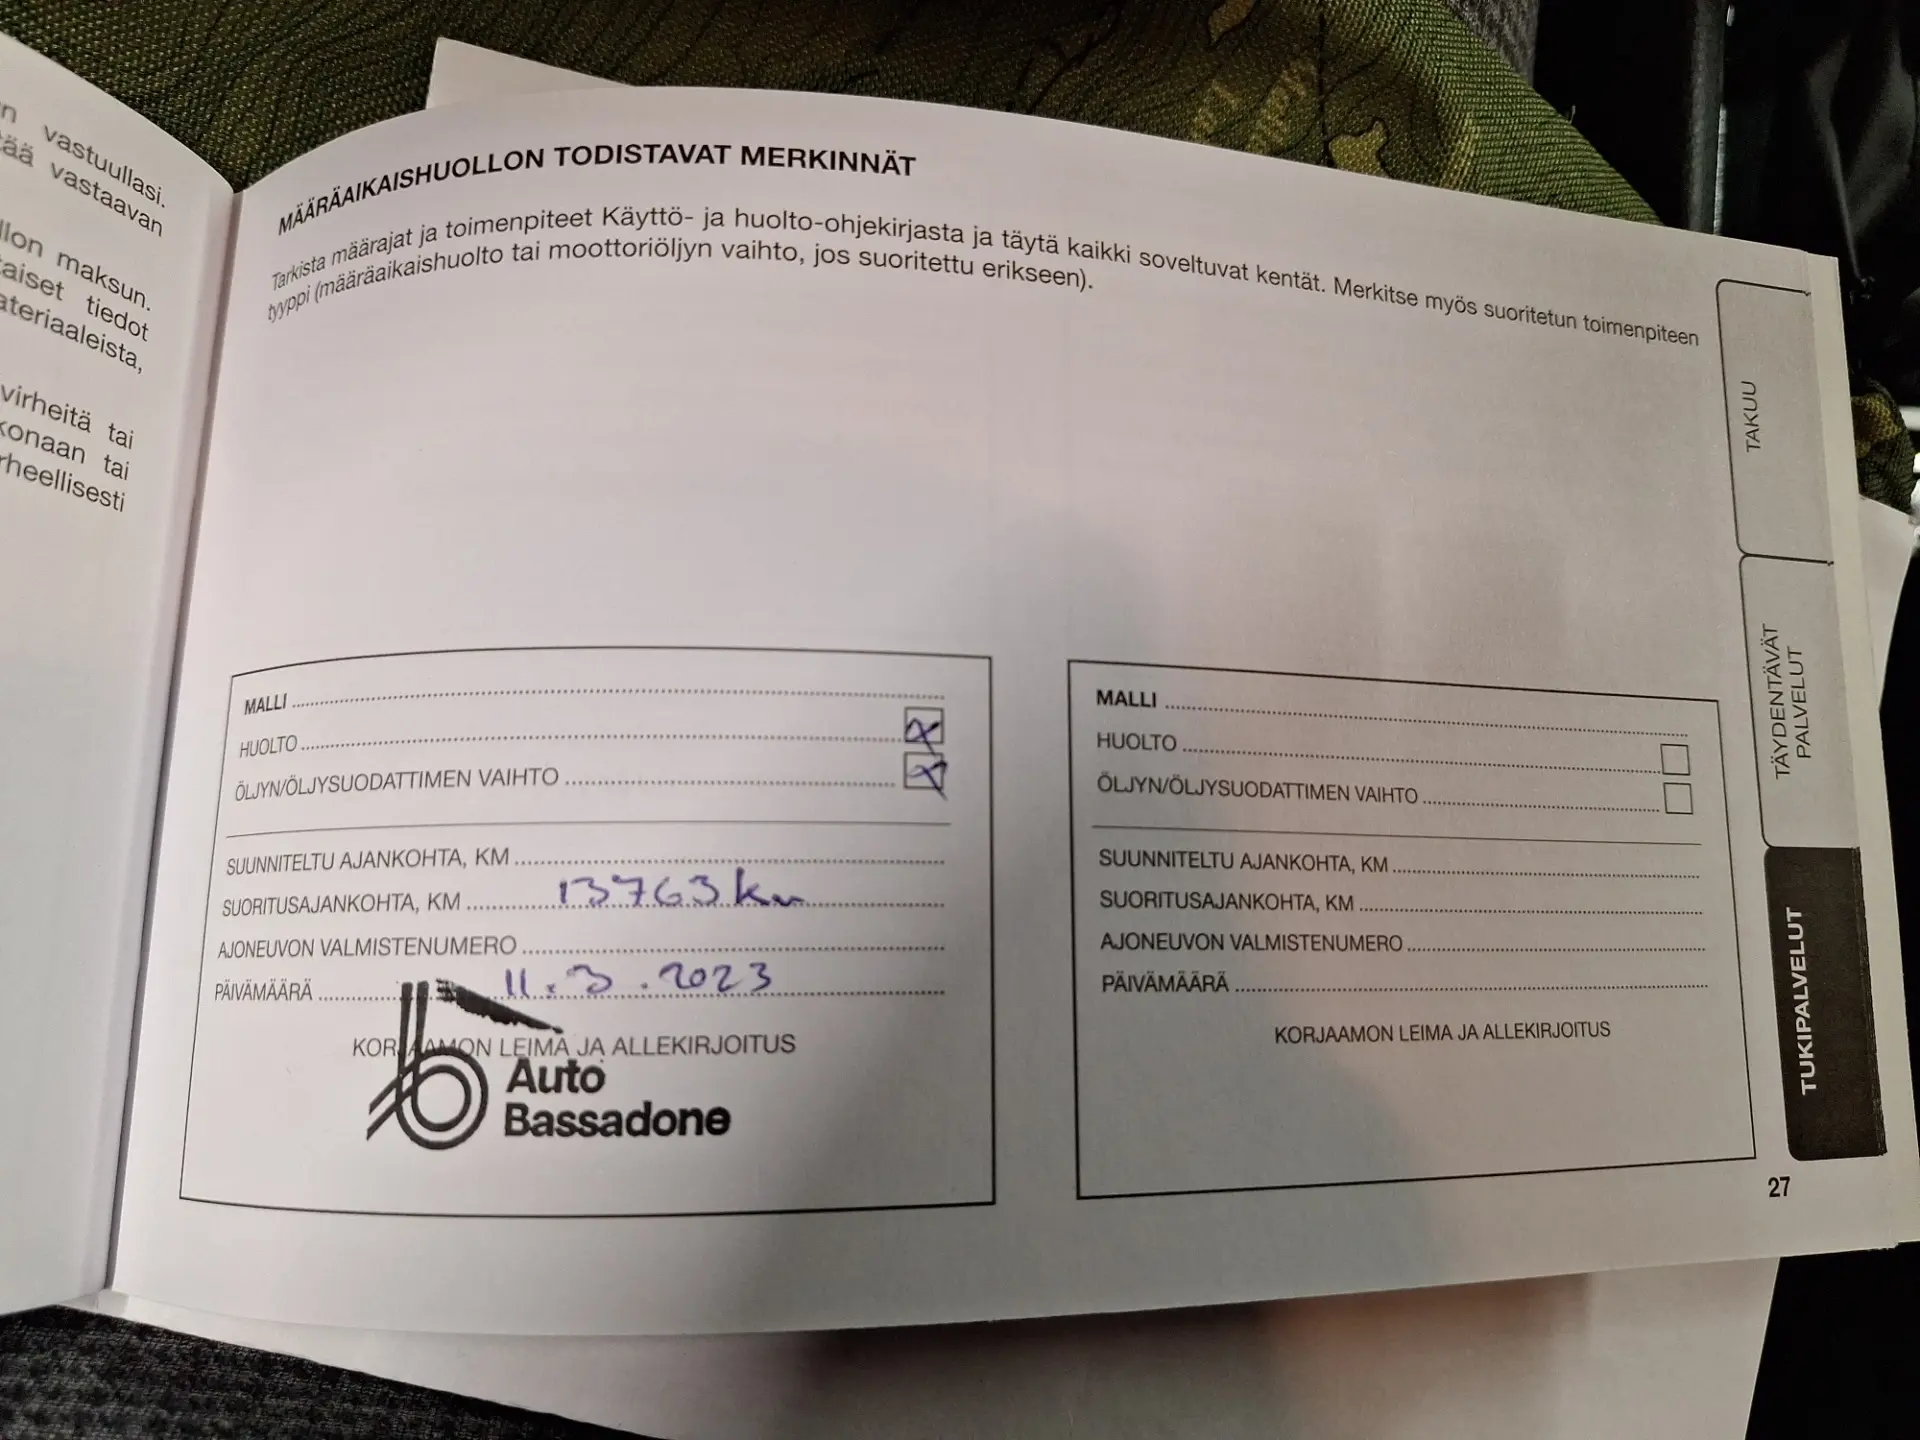 n vastuullasi.
ää vastaavan
llon maksun.
taiset tiedot
ateriaaleista,
virheitä tai
konaan tai
rheellisesti
MÄÄRÄAIKAISHUOLLON TODISTAVAT MERKINNÄT
Tarkista määrajat ja toimenpiteet Käyttö- ja huolto-ohjekirjasta ja täytä kaikki soveltuvat kentät. Merkitse myös suoritetun toimenpiteen
tyyppi (määräaikaishuolto tai moottoriöljyn vaihto, jos suoritettu erikseen).
MALLI
HUOLTO
ÖLJYN/ÖLJYSUODATTIMEN VAIHTO
SUUNNITELTU AJANKOHTA, KM
SUORITUSAJANKOHTA, KM 13763 km
AJONEUVON VALMISTENUMERO
PÄIVÄMÄÄRÄ 11.3.2023
KORJAAMON LEIMA JA ALLEKIRJOITUS
Auto
Bassadone
MALLI
HUOLTO
ÖLJYN/ÖLJYSUODATTIMEN VAIHTO
SUUNNITELTU AJANKOHTA, KM
SUORITUSAJANKOHTA, KM
AJONEUVON VALMISTENUMERO
PÄIVÄMÄÄRÄ
KORJAAMON LEIMA JA ALLEKIRJOITUS
TAKUU
TÄYDENTÄVÄT
PALVELUT
TUKIPALVELUT
27